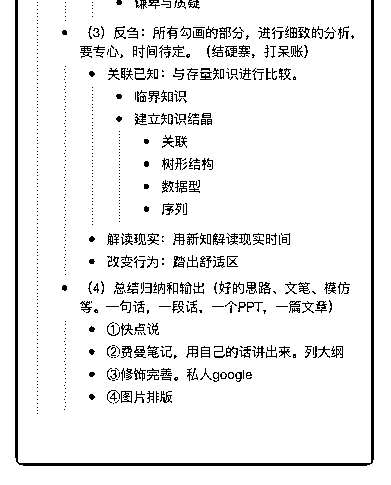 谦卑与质疑
（3）反刍：所有勾画的部分，进行细致的分析，
要专心，时间待定。（结硬寨，打呆账）
关联已知：与存量知识进行比较。
临界知识
建立知识结晶
关联
树形结构
数据型
序列
解读现实：用新知解读现实时间
改变行为：踏出舒适区
（4）总结归纳和输出（好的思路、文笔、模仿
等。一句话，一段话，一个PPT，一篇文章）
①快点说
②费曼笔记，用自己的话讲出来。列大纲
③修饰完善。私人google
④图片排版